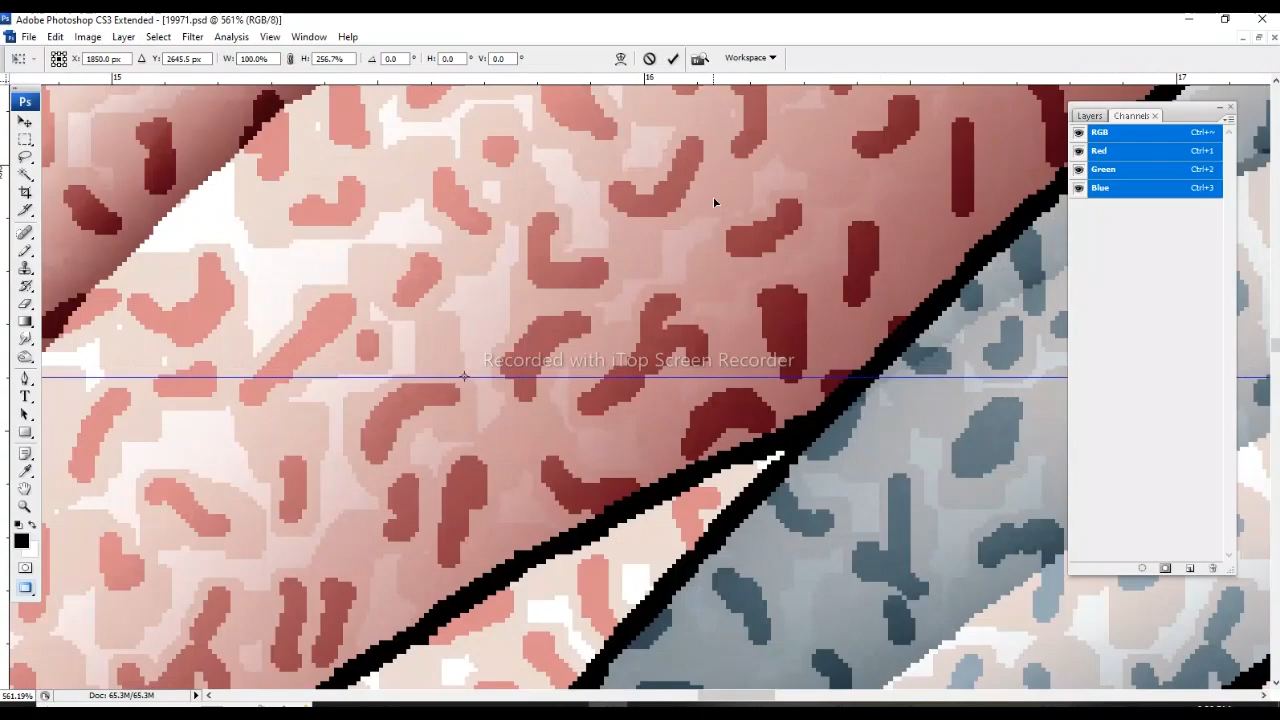 Adobe Photoshop CS3 Extended - [19971.psd @ 561% (RGB/8)]
File Edit Image Layer Select Filter Analysis View Window Help
X: 1850.0 px Y: 2645.5 px W: 100.0% H: 256.7% 0.0 ° H: 0.0 ° V: 0.0 ° Workspace
15 16 17
Ps
Layers Channels
RGB Ctrl+~
Red Ctrl+1
Green Ctrl+2
Blue Ctrl+3
Recorded with iTop Screen Recorder
561.19% Doc: 65.3M/65.3M